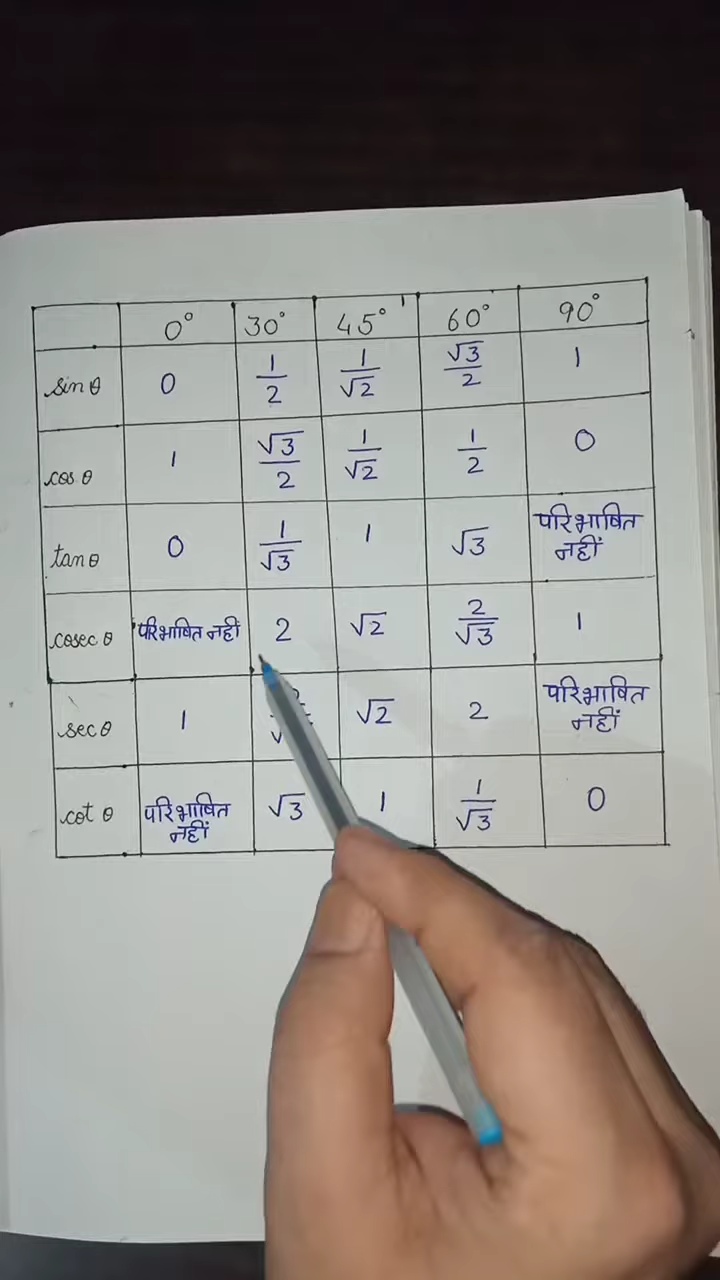 0° 30° 45° 60° 90°
sin θ 0 1/2 1/√2 √3/2 1
cos θ 1 √3/2 1/√2 1/2 0
tan θ 0 1/√3 1 √3 परिभाषित नहीं
cosec θ परिभाषित नहीं 2 √2 2/√3 1
sec θ 1 √2 2 परिभाषित नहीं
cot θ परिभाषित नहीं √3 1 1/√3 0